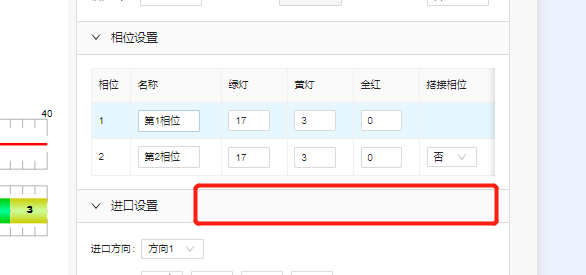 相位设置
相位 名称 绿灯 黄灯 全红 搭接相位
40
1 第1相位 17 3 0
2 第2相位 17 3 0 否
进口设置
3
进口方向: 方向1